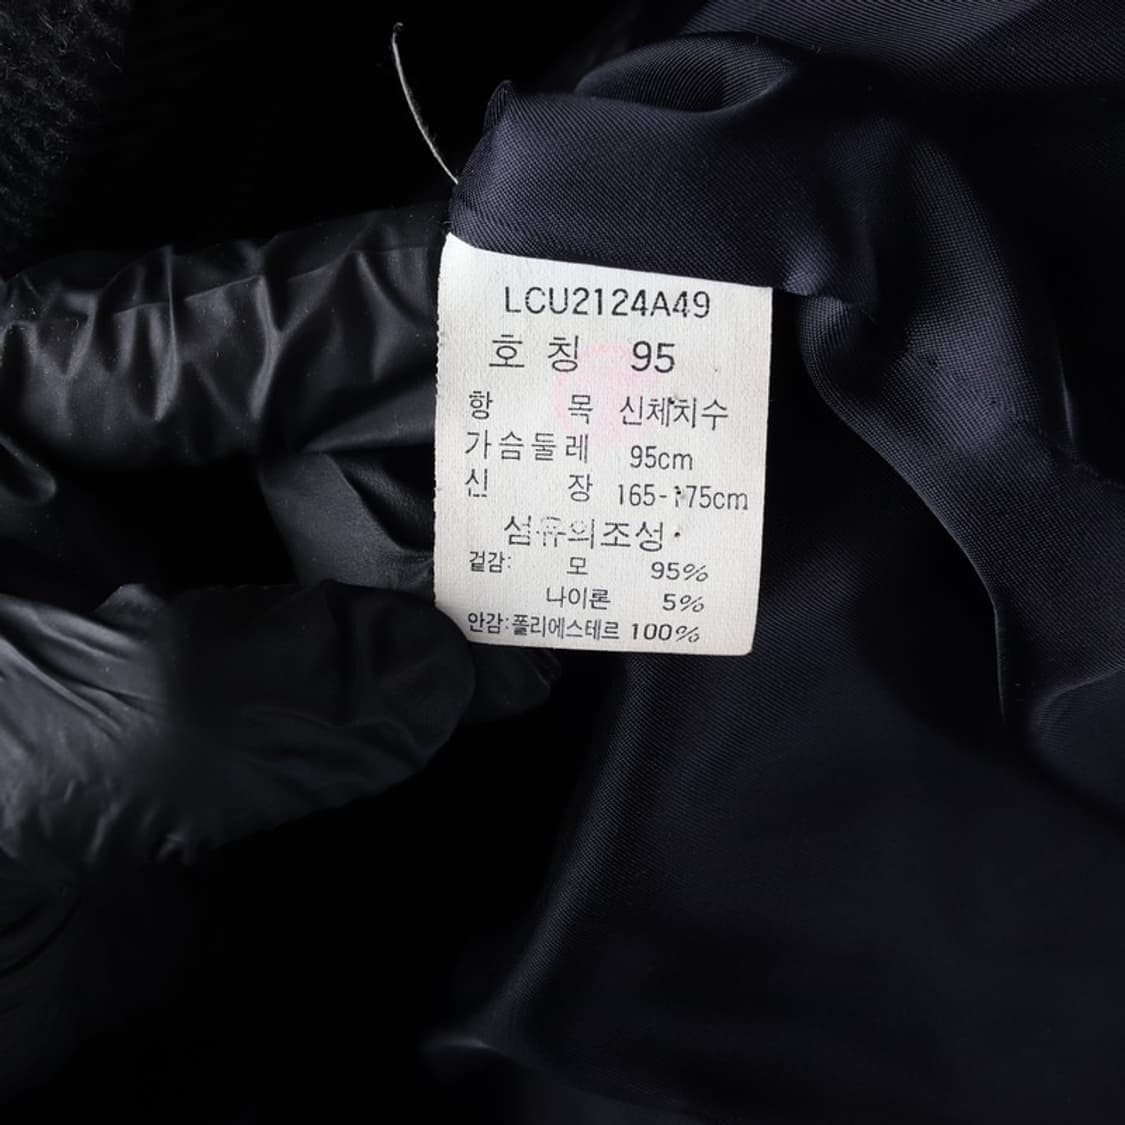 LCU2124A49
호 칭 95
항 목 신체치수
가슴둘레 95cm
신 장 165-175cm
섬유의조성
겉감: 모 95%
나이론 5%
안감:폴리에스테르 100%